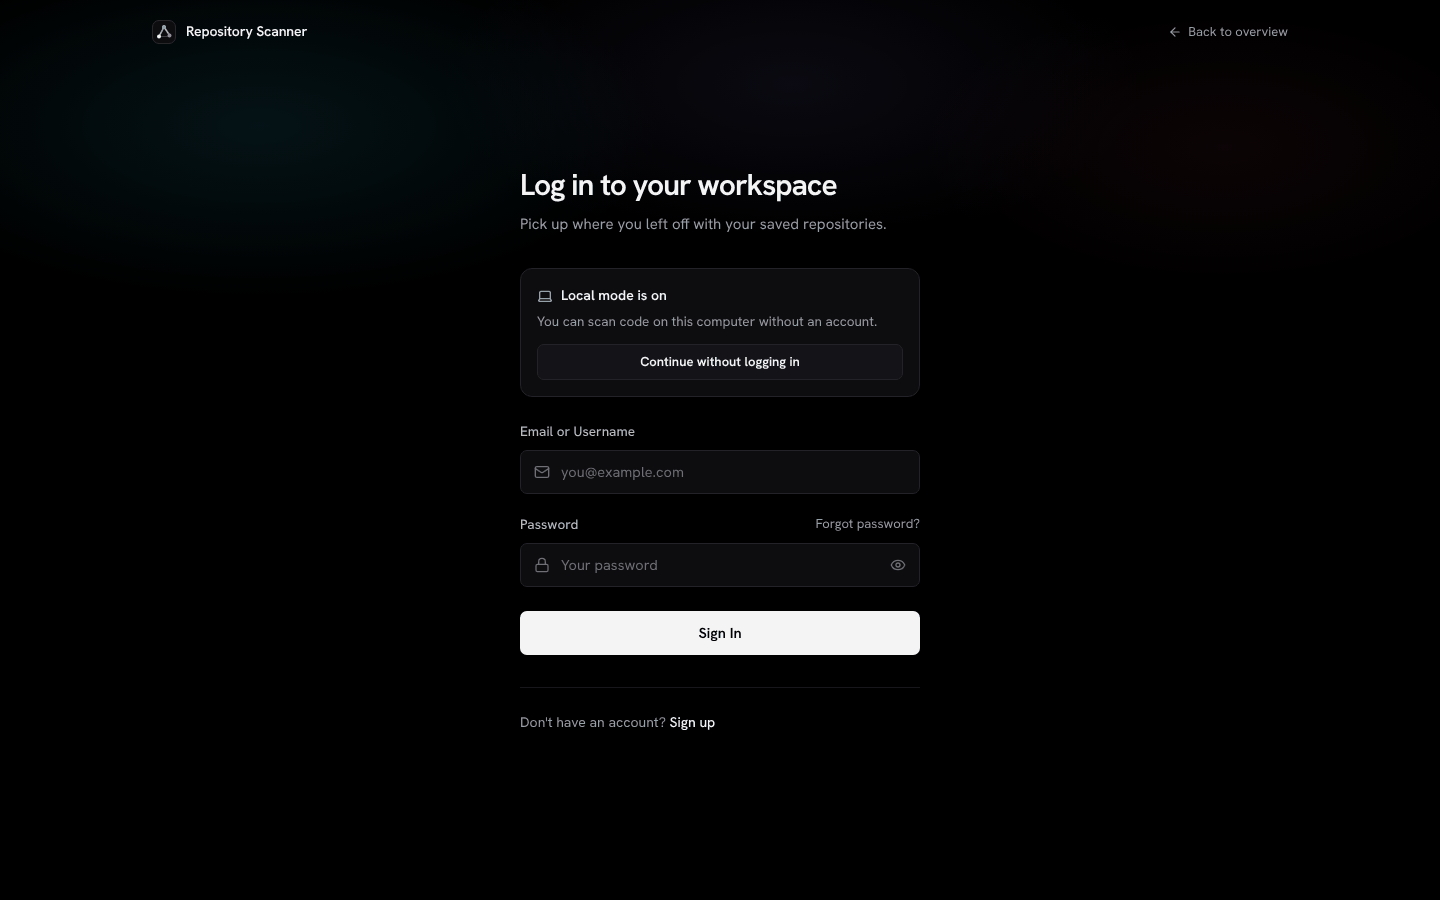 Repository Scanner
Back to overview
Log in to your workspace
Pick up where you left off with your saved repositories.
Local mode is on
You can scan code on this computer without an account.
Continue without logging in
Email or Username
you@example.com
Password
Forgot password?
Your password
Sign In
Don't have an account? Sign up